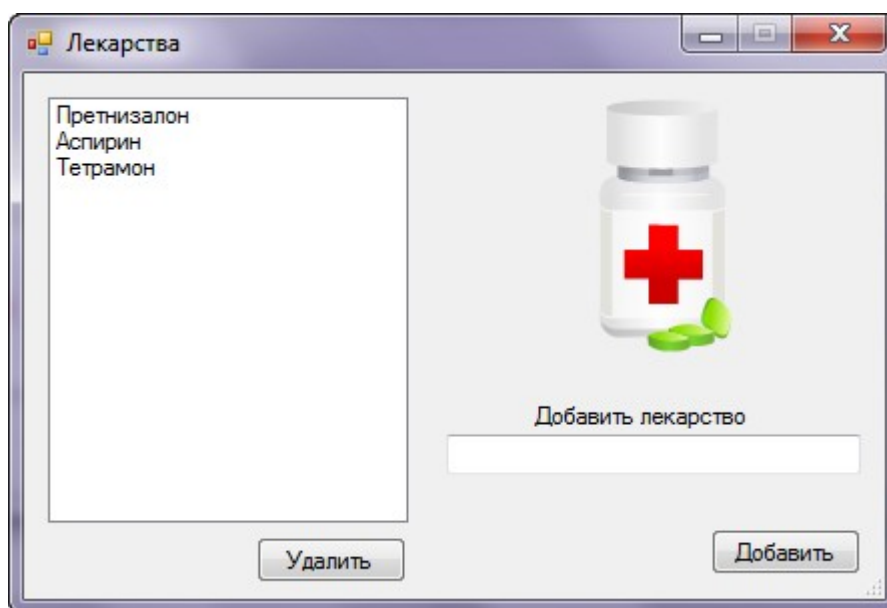 Лекарства
Претнизалон
Аспирин
Тетрамон
Добавить лекарство
Удалить
Добавить